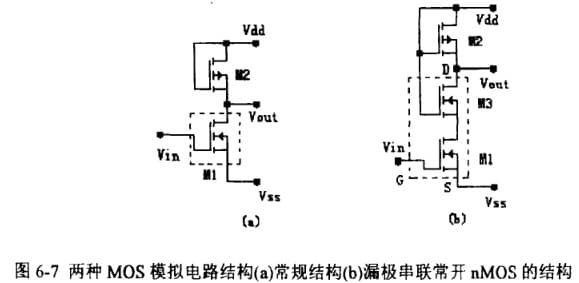 Vdd
M2
Vout
Vin
M1
Vss
(a)
Vdd
M2
D
Vout
M3
Vin
M1
G
S
Vss
(b)
图 6-7 两种 MOS 模拟电路结构(a)常规结构(b)漏极串联常开 nMOS 的结构